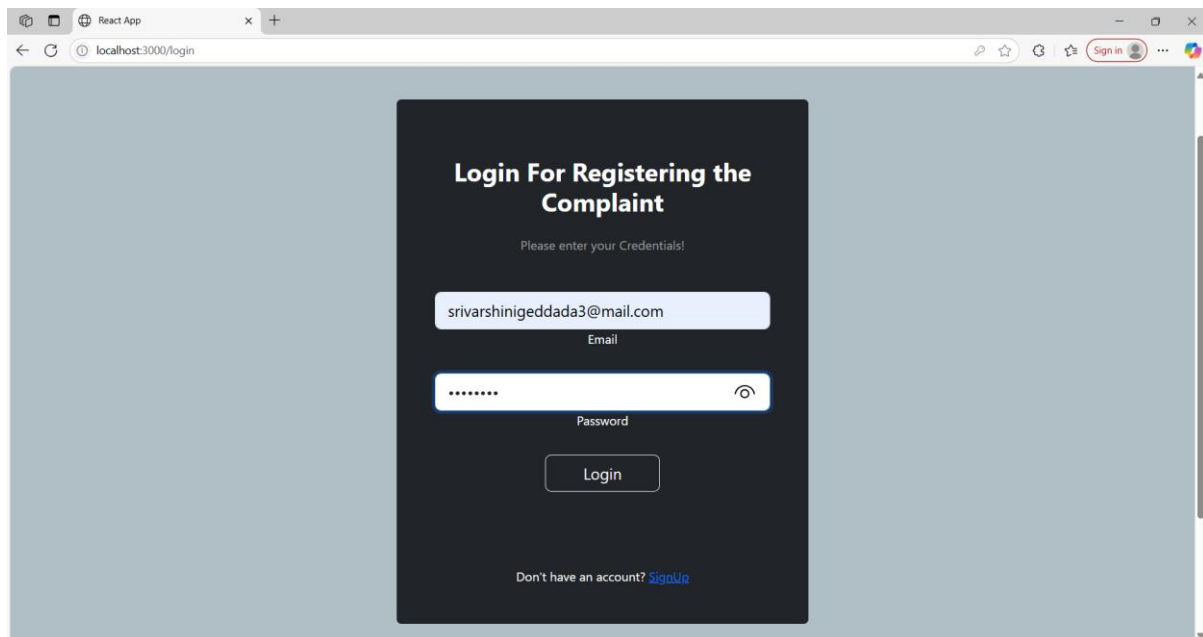 React App
localhost:3000/login
Sign in
Login For Registering the
Complaint
Please enter your Credentials!
srivarshinigeddada3@mail.com
Email
••••••••
Password
Login
Don't have an account? SignUp